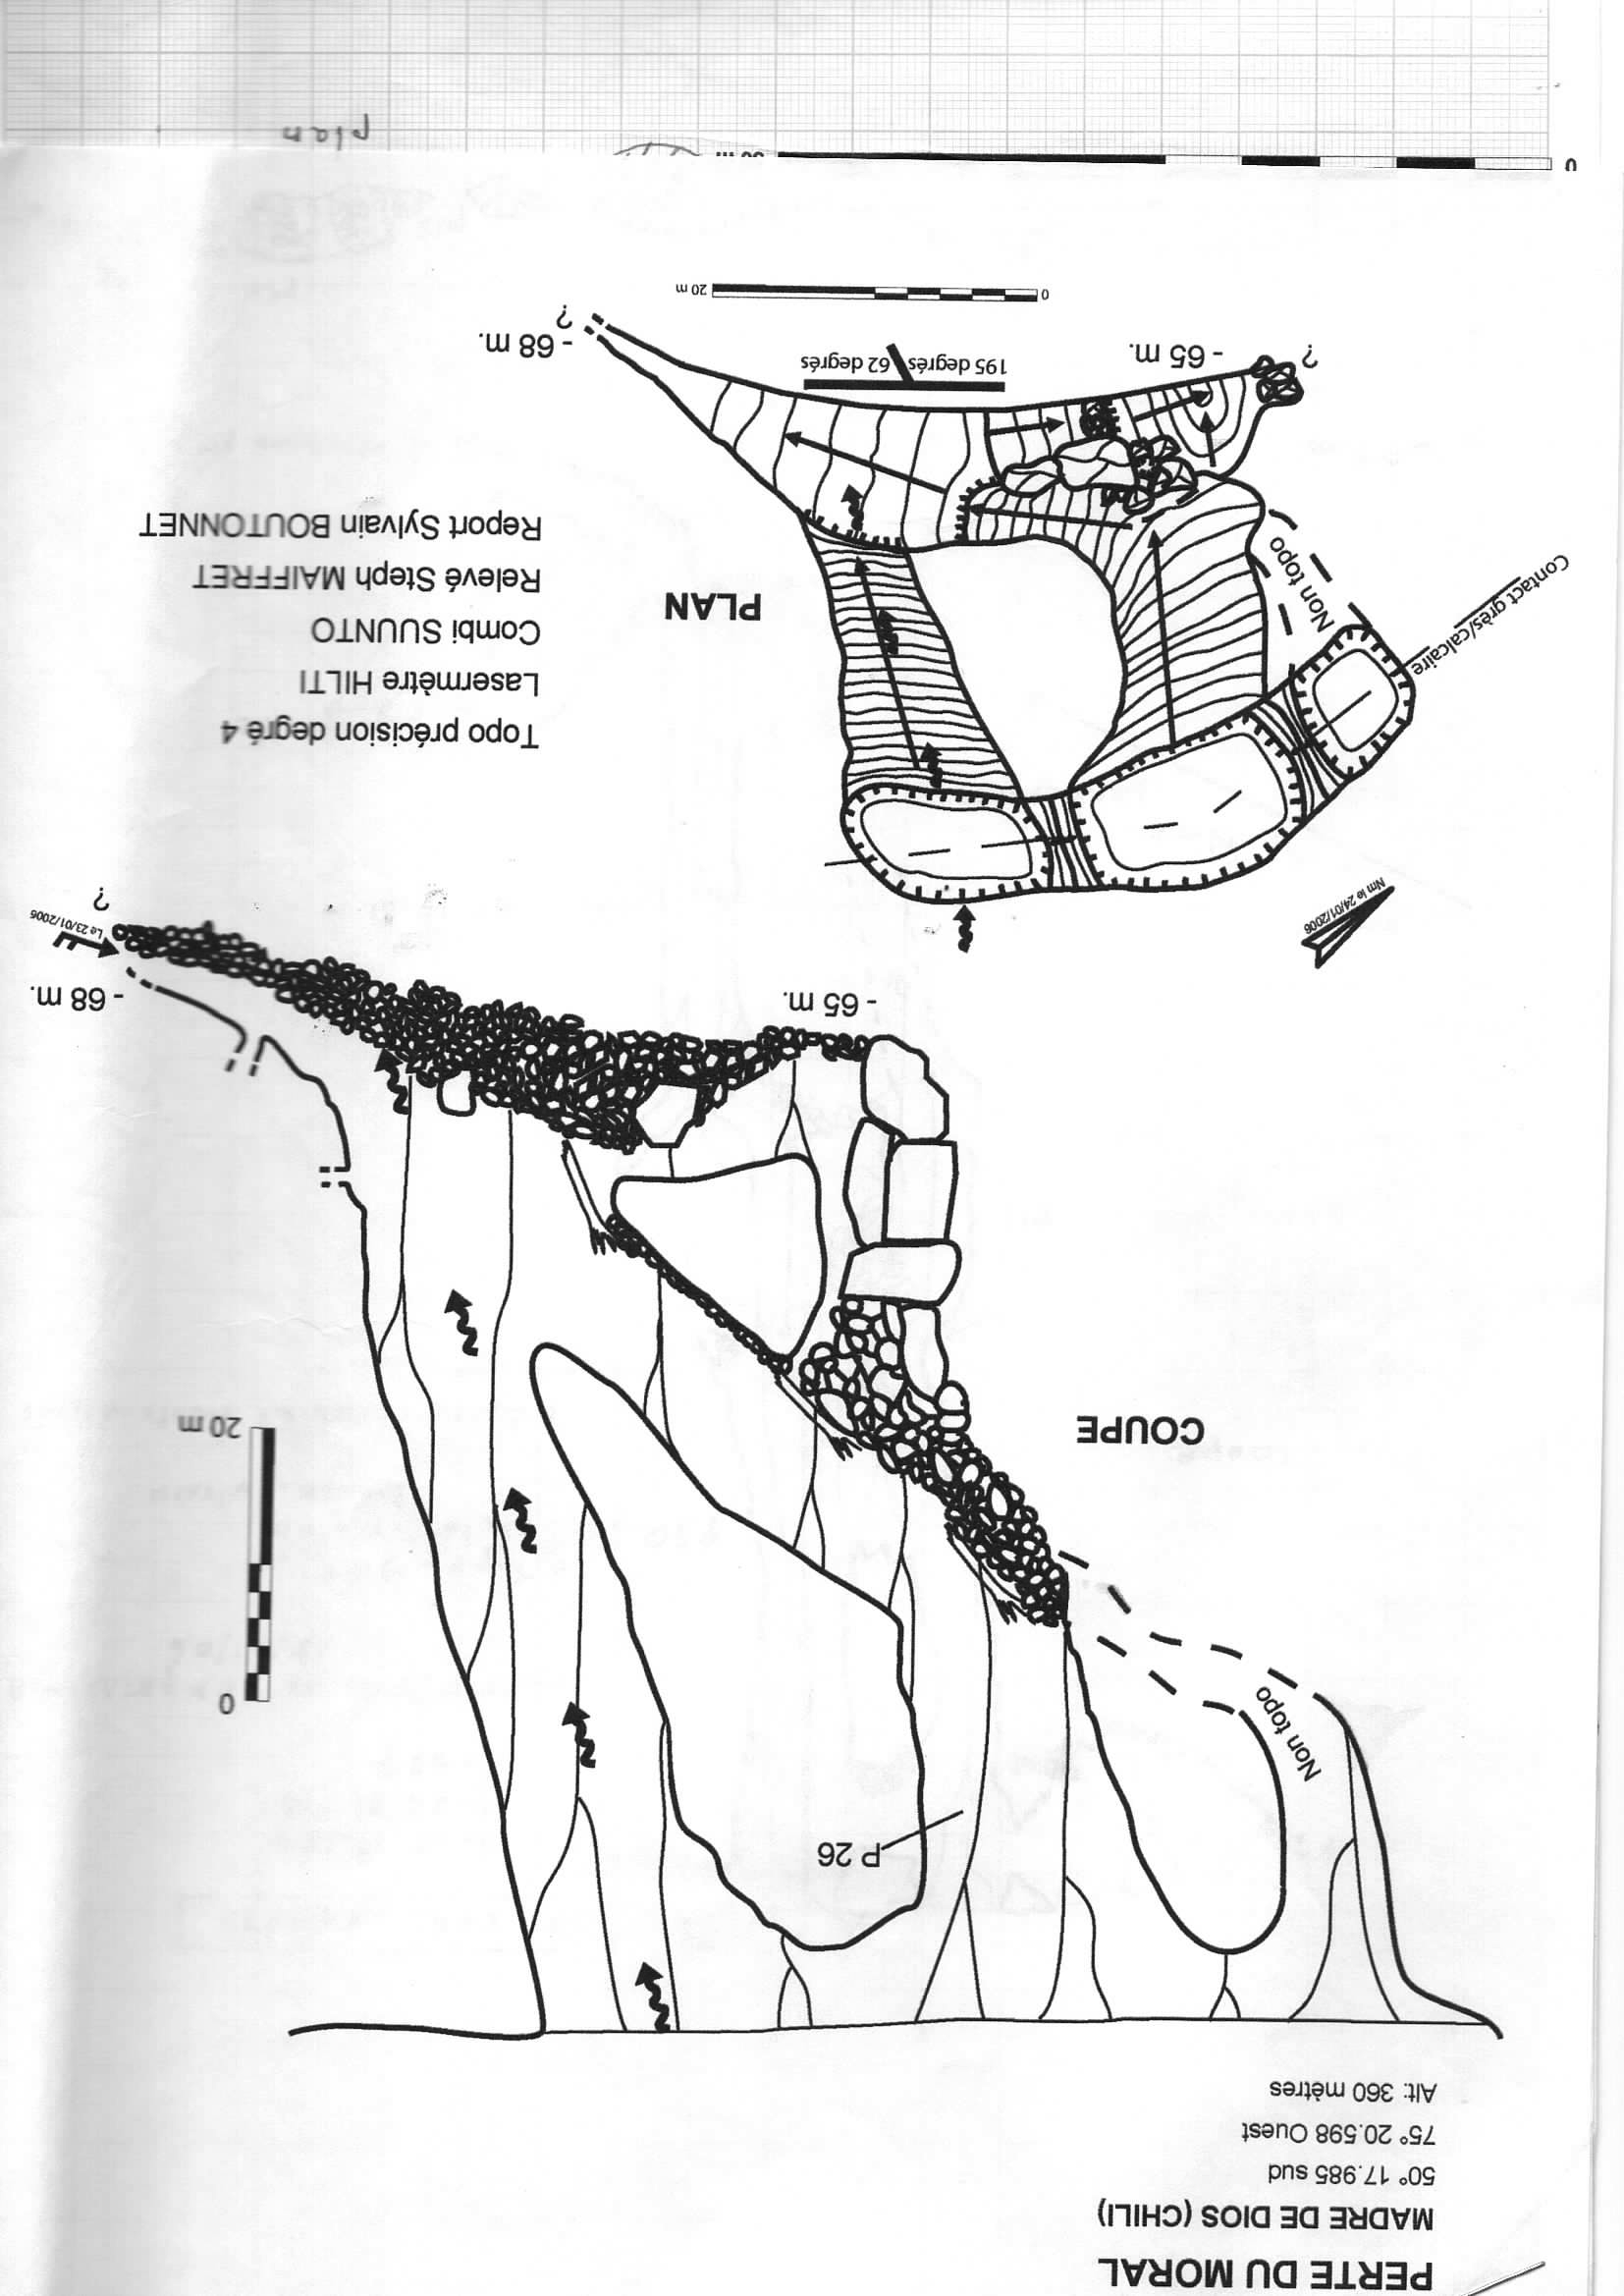 PERTE DU MORAL
MADRE DE DIOS (CHILI)
50° 17.985 sud
75° 20.598 Ouest
Alt: 360 mètres
P 26
Non topo
0
20 m
COUPE
- 65 m.
- 68 m.
Le 23/01/2006
?
Nm le 24/01/2006
Contact grès/calcaire
Non topo
PLAN
Topo précision degré 4
Lasermètre HILTI
Combi SUUNTO
Relevé Steph MAIFFRET
Report Sylvain BOUTONNET
195 degrés
62 degrés
?
- 65 m.
- 68 m.
?
0
20 m
0
plan